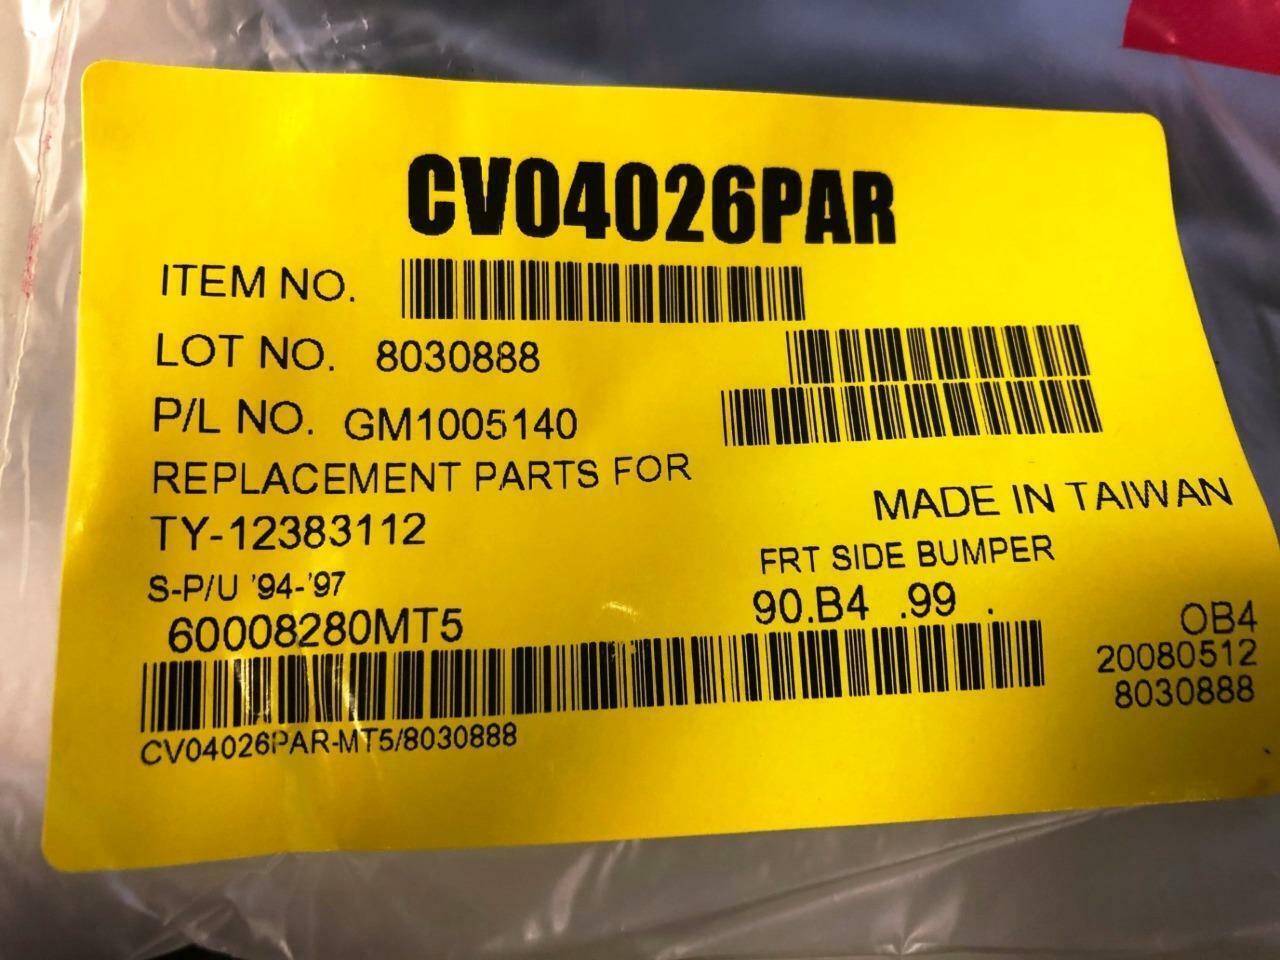 CV04026PAR
ITEM NO.
LOT NO. 8030888
P/L NO. GM1005140
REPLACEMENT PARTS FOR
TY-12383112
MADE IN TAIWAN
S-P/U '94-'97
FRT SIDE BUMPER
60008280MT5
90.B4 .99 .
OB4
20080512
8030888
CV04026PAR-MT5/8030888